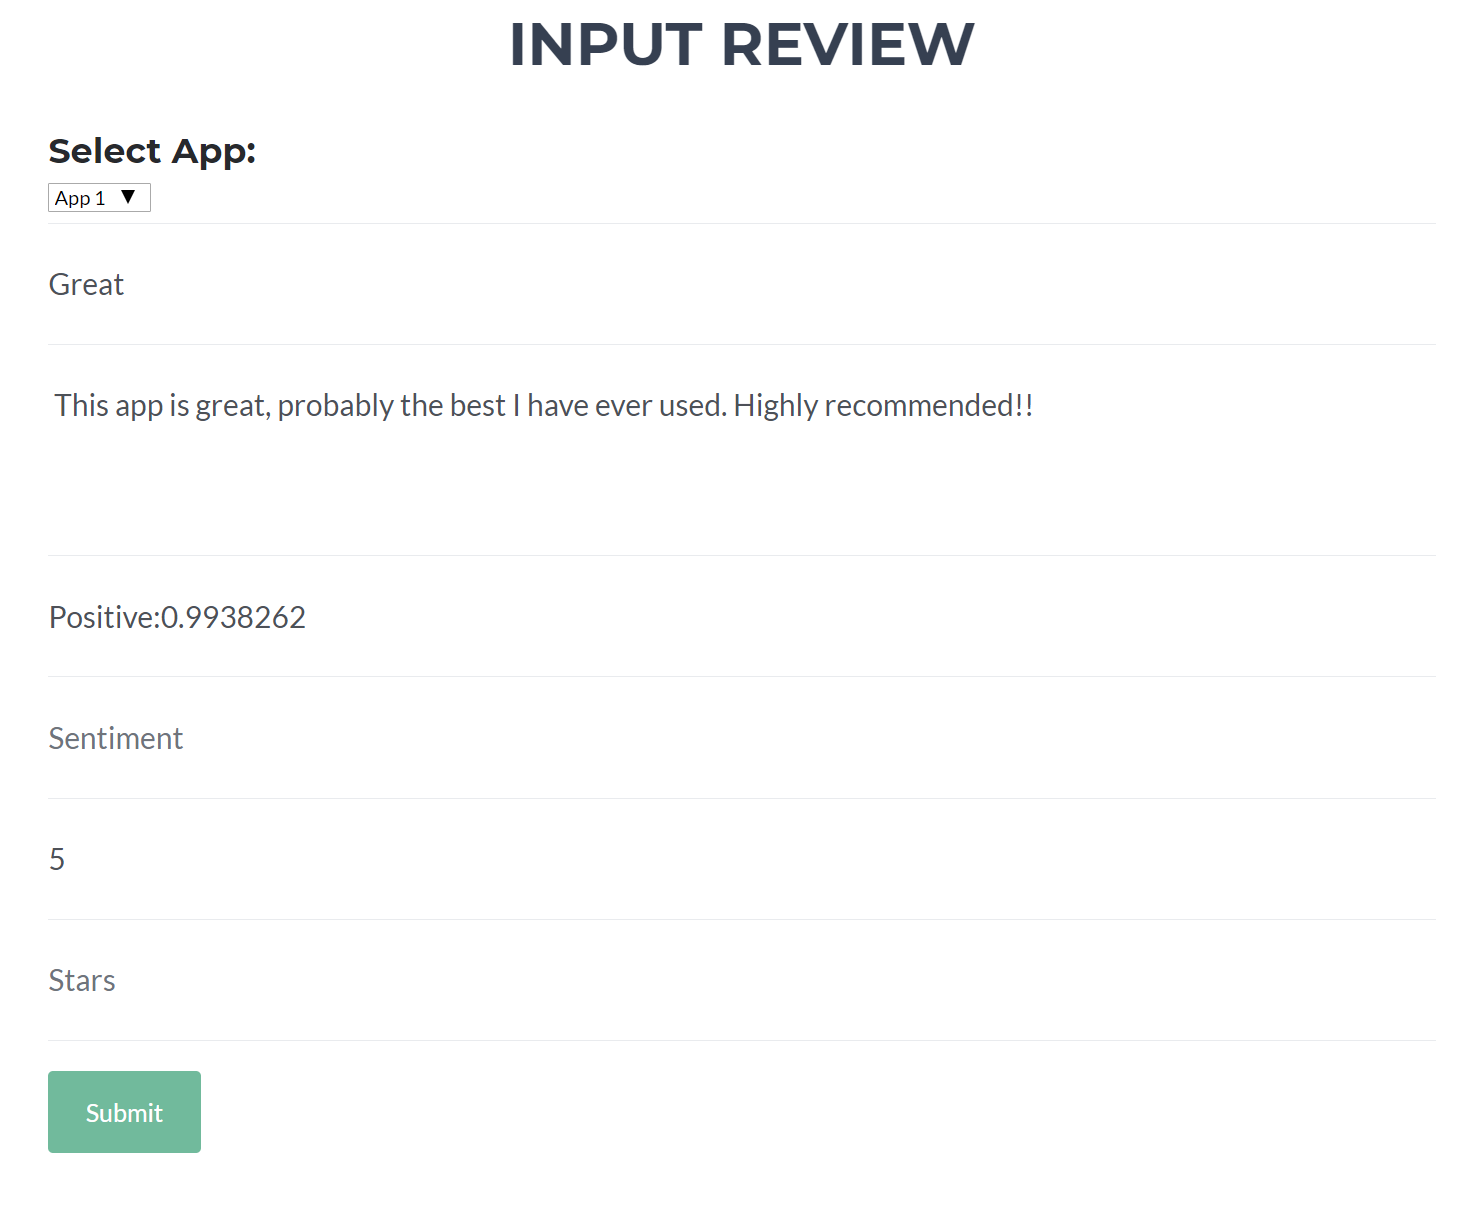 INPUT REVIEW
Select App:
App 1 ▼
Great
This app is great, probably the best I have ever used. Highly recommended!!
Positive:0.9938262
Sentiment
5
Stars
Submit